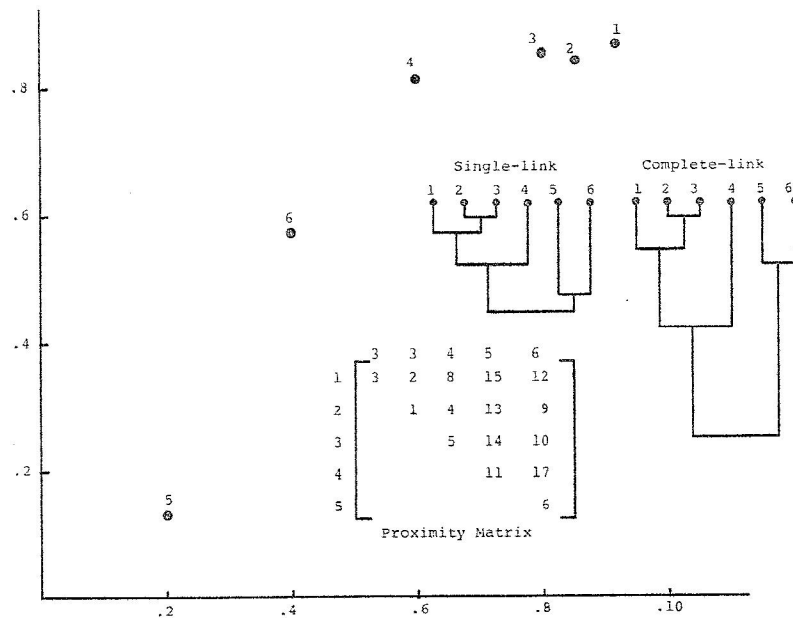 1
3
2
4
.8
Single-link
Complete-link
1 2 3 4 5 6
1 2 3 4 5 6
.6
6
.4
3 3 4 5 6
1 3 2 8 15 12
2 1 4 13 9
3 5 14 10
.2
4 11 17
5
5 6
Proximity Matrix
.2 .4 .6 .8 .10